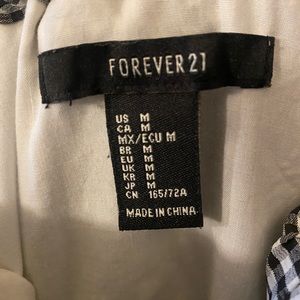 FOREVER 21
US M
CA M
MX/ECU M
BR M
EU M
UK M
KR M
JP M
CN 165/72A
MADE IN CHINA